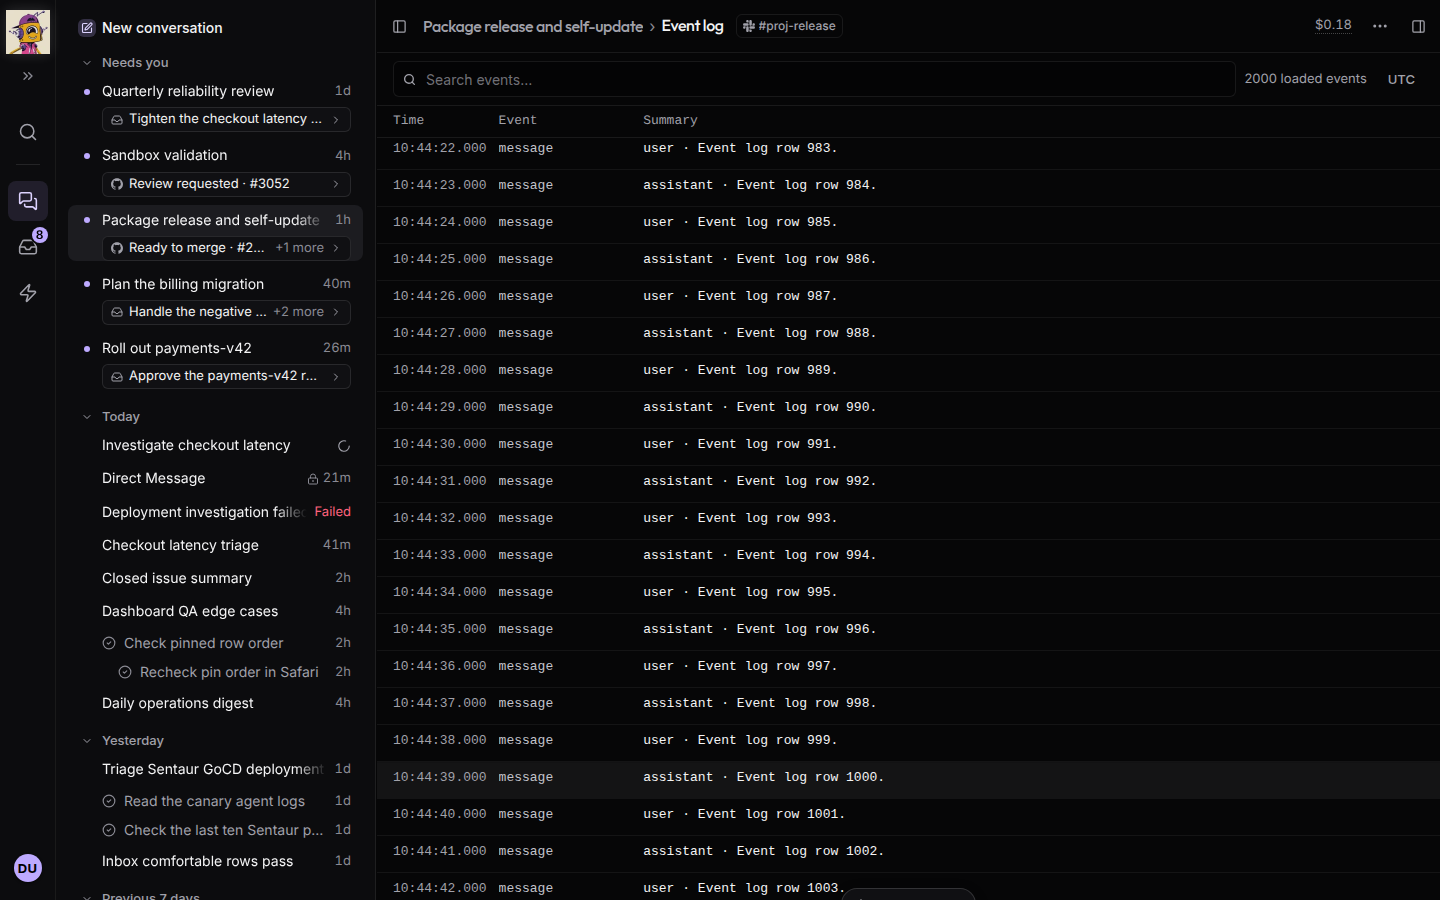 New conversation
Needs you
Quarterly reliability review 1d
Tighten the checkout latency ...
Sandbox validation 4h
Review requested · #3052
Package release and self-update 1h
Ready to merge · #2... +1 more
Plan the billing migration 40m
Handle the negative ... +2 more
Roll out payments-v42 26m
Approve the payments-v42 r...
Today
Investigate checkout latency
Direct Message 21m
Deployment investigation failed Failed
Checkout latency triage 41m
Closed issue summary 2h
Dashboard QA edge cases 4h
Check pinned row order 2h
Recheck pin order in Safari 2h
Daily operations digest 4h
Yesterday
Triage Sentaur GoCD deployment 1d
Read the canary agent logs 1d
Check the last ten Sentaur p... 1d
Inbox comfortable rows pass 1d
Previous 7 days
8
DU
Package release and self-update › Event log #proj-release $0.18
Search events... 2000 loaded events UTC
Time Event Summary
10:44:22.000 message user · Event log row 983.
10:44:23.000 message assistant · Event log row 984.
10:44:24.000 message user · Event log row 985.
10:44:25.000 message assistant · Event log row 986.
10:44:26.000 message user · Event log row 987.
10:44:27.000 message assistant · Event log row 988.
10:44:28.000 message user · Event log row 989.
10:44:29.000 message assistant · Event log row 990.
10:44:30.000 message user · Event log row 991.
10:44:31.000 message assistant · Event log row 992.
10:44:32.000 message user · Event log row 993.
10:44:33.000 message assistant · Event log row 994.
10:44:34.000 message user · Event log row 995.
10:44:35.000 message assistant · Event log row 996.
10:44:36.000 message user · Event log row 997.
10:44:37.000 message assistant · Event log row 998.
10:44:38.000 message user · Event log row 999.
10:44:39.000 message assistant · Event log row 1000.
10:44:40.000 message user · Event log row 1001.
10:44:41.000 message assistant · Event log row 1002.
10:44:42.000 message user · Event log row 1003.